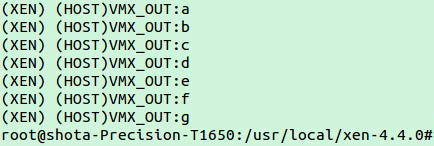 (XEN) (HOST)VMX_OUT:a
(XEN) (HOST)VMX_OUT:b
(XEN) (HOST)VMX_OUT:c
(XEN) (HOST)VMX_OUT:d
(XEN) (HOST)VMX_OUT:e
(XEN) (HOST)VMX_OUT:f
(XEN) (HOST)VMX_OUT:g
root@shota-Precision-T1650:/usr/local/xen-4.4.0#